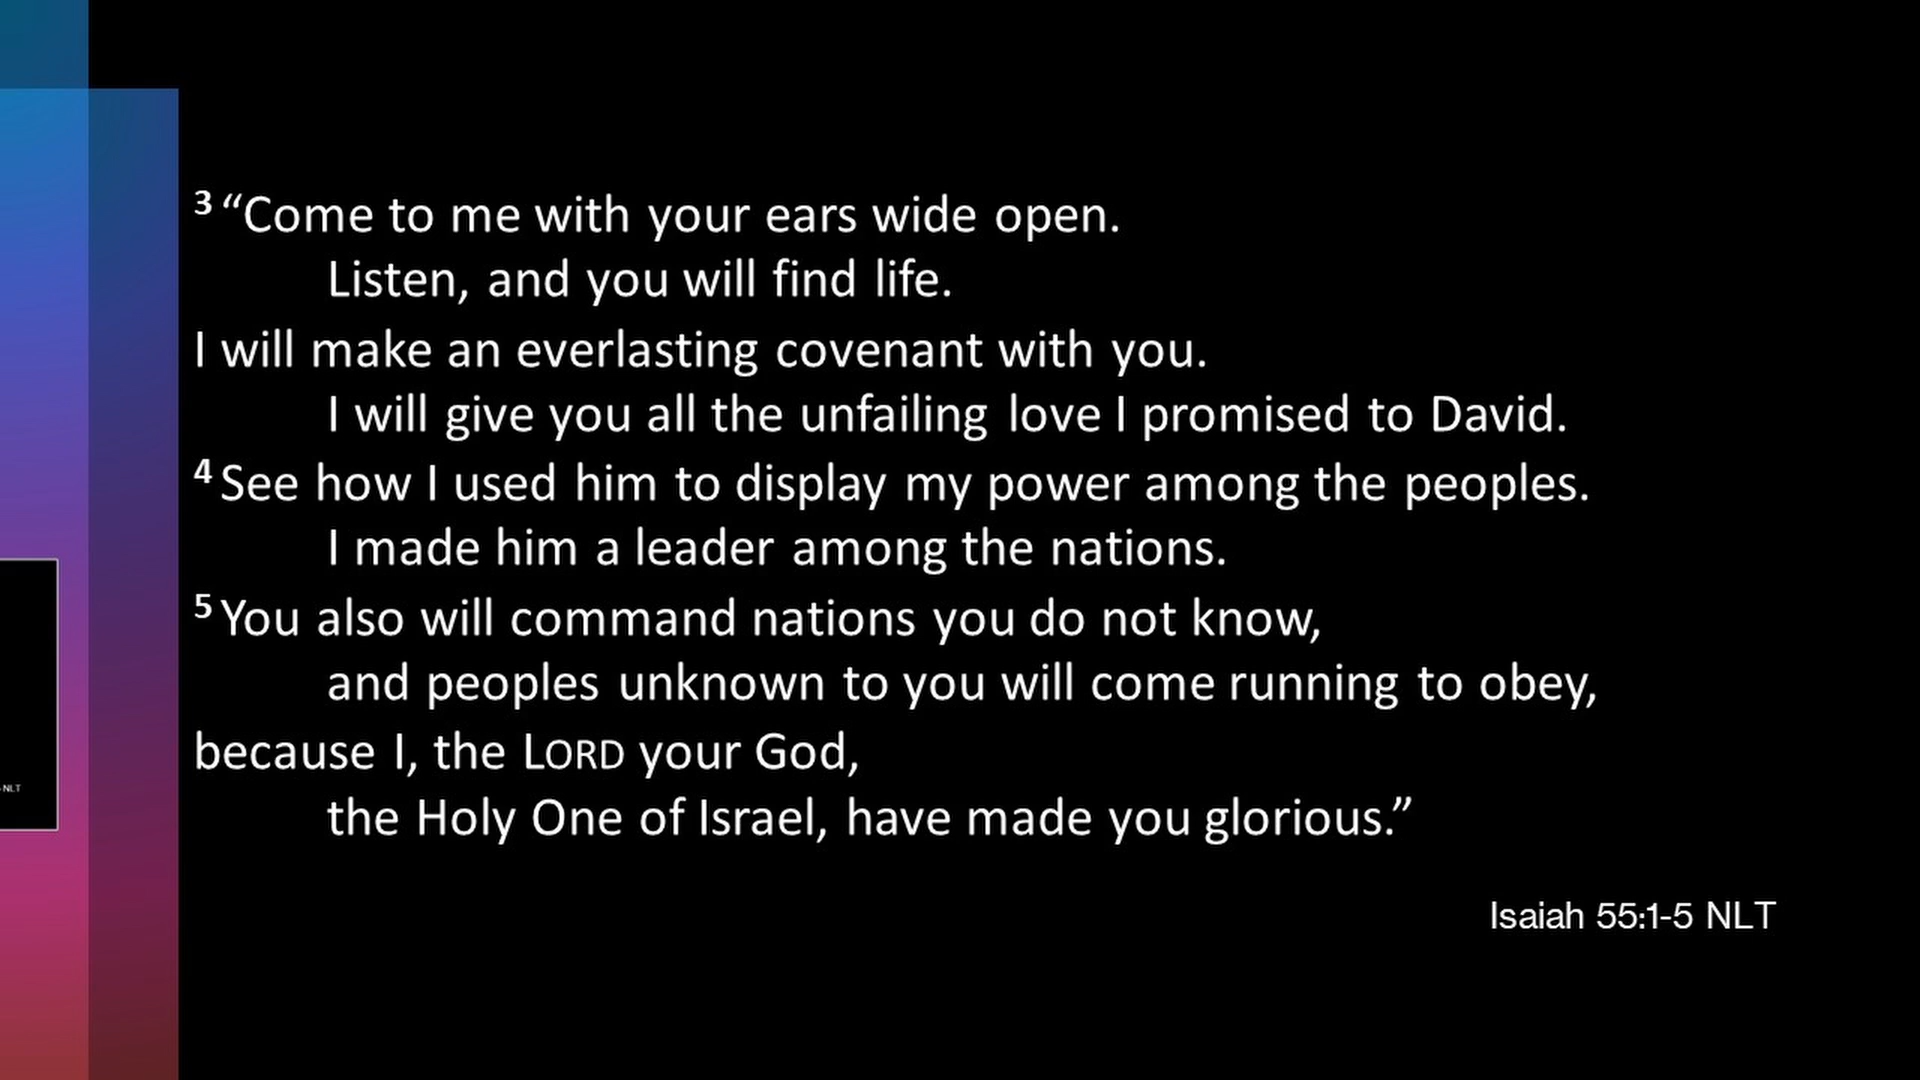 3 “Come to me with your ears wide open.
Listen, and you will find life.
I will make an everlasting covenant with you.
I will give you all the unfailing love I promised to David.
4 See how I used him to display my power among the peoples.
I made him a leader among the nations.
5 You also will command nations you do not know,
and peoples unknown to you will come running to obey,
because I, the LORD your God,
the Holy One of Israel, have made you glorious.”
Isaiah 55:1-5 NLT
NLT